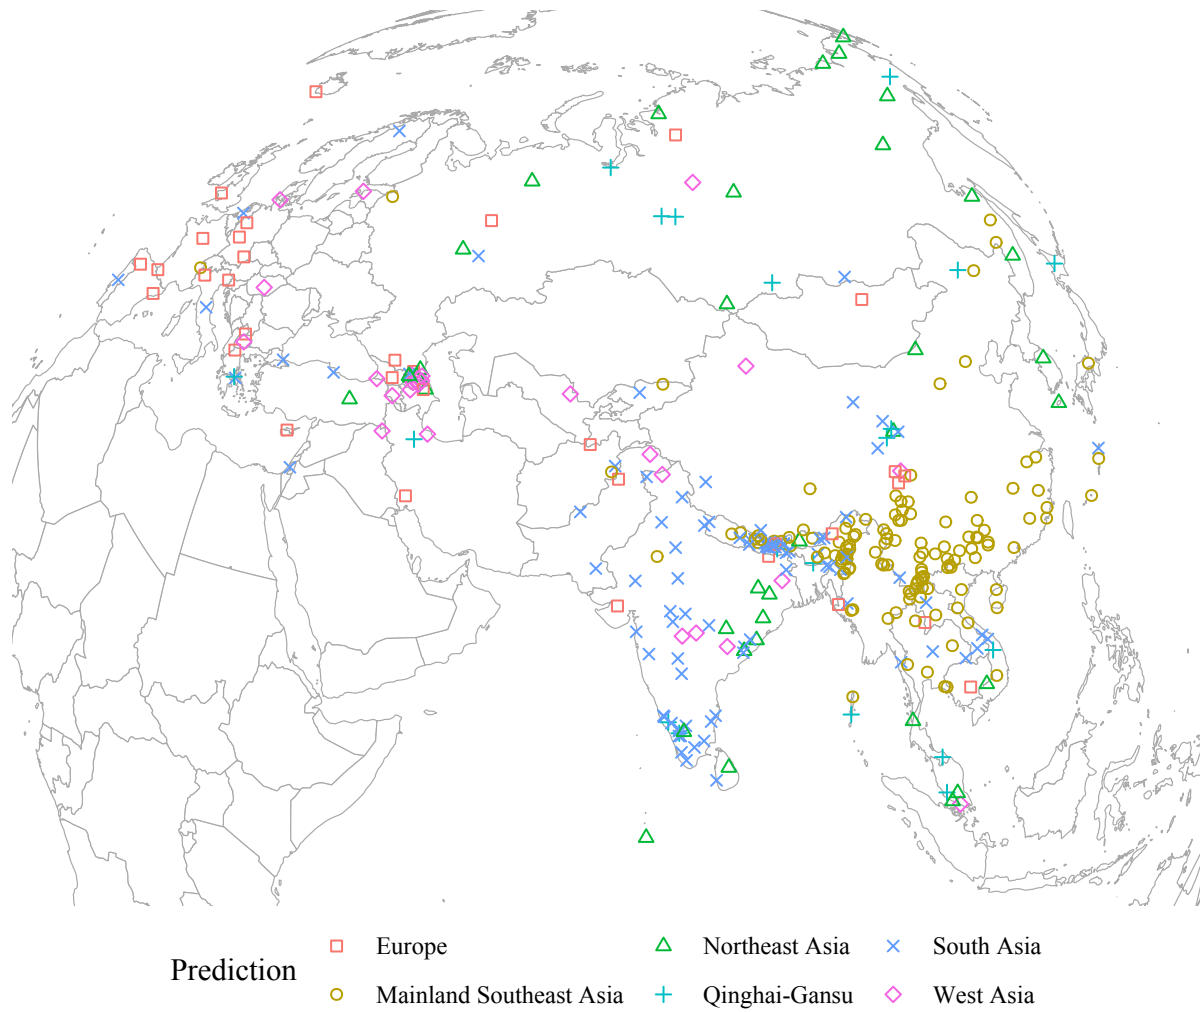 Prediction
Europe
Northeast Asia
South Asia
Mainland Southeast Asia
Qinghai-Gansu
West Asia